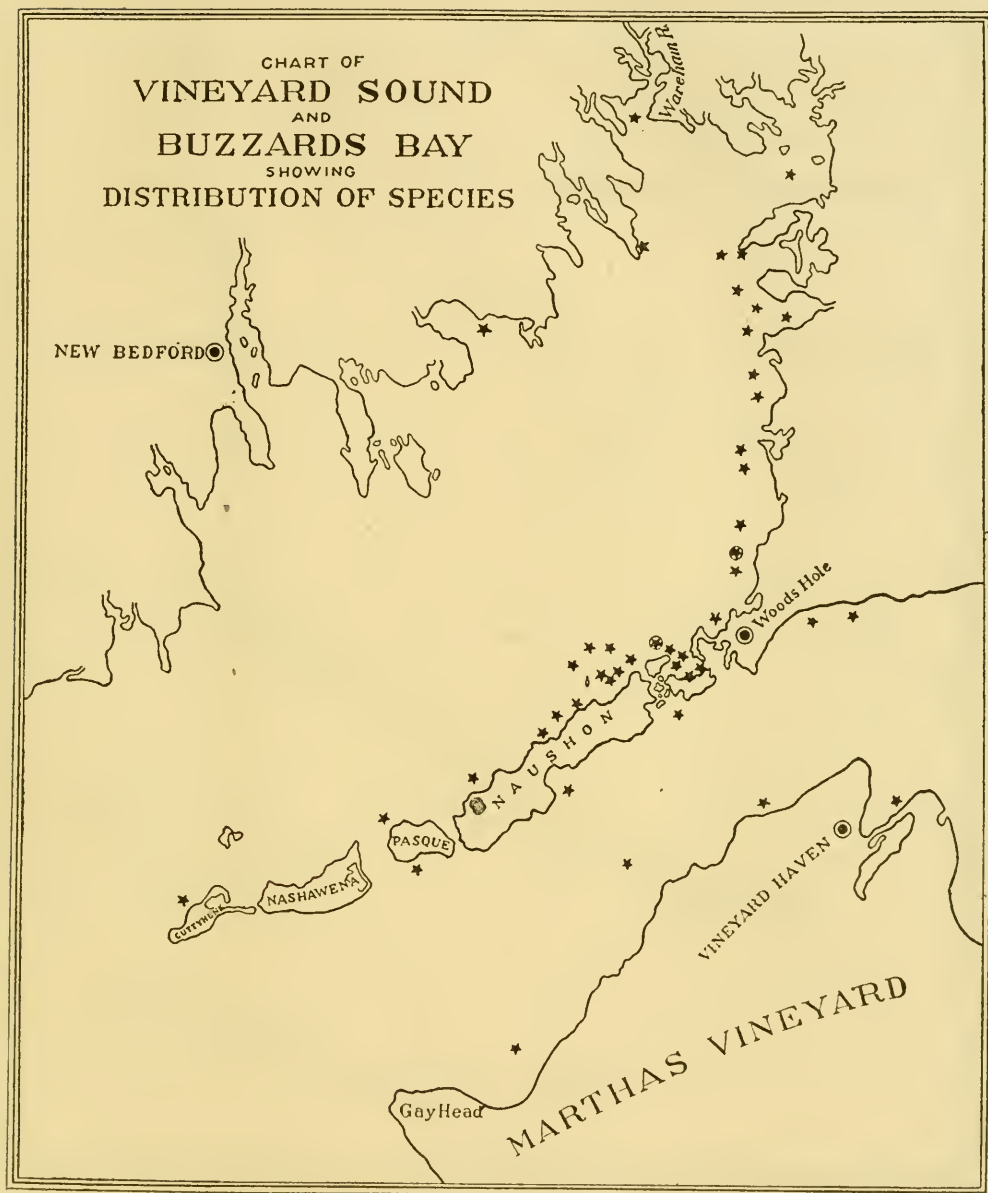 CHART OF
VINEYARD SOUND
AND
BUZZARDS BAY
SHOWING
DISTRIBUTION OF SPECIES
Wareham R.
NEW BEDFORD
Woods Hole
NAUSHON
PASQUE
NASHAWENA
CUTTYHUNK
VINEYARD HAVEN
MARTHAS VINEYARD
Gay Head